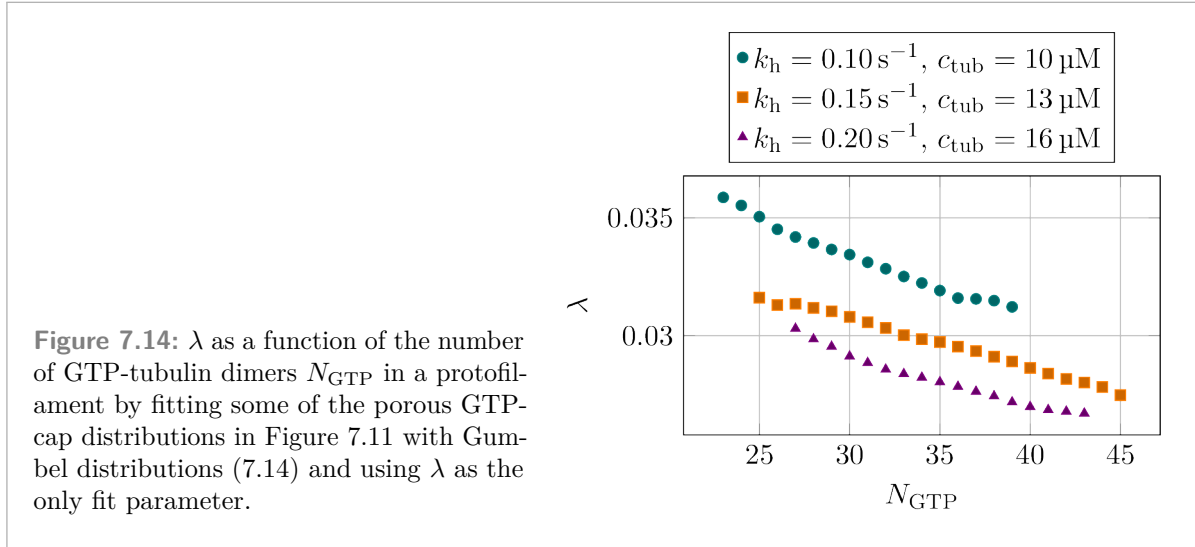 k_h = 0.10 s⁻¹, c_tub = 10 µM
k_h = 0.15 s⁻¹, c_tub = 13 µM
k_h = 0.20 s⁻¹, c_tub = 16 µM
0.035
0.03
λ
25 30 35 40 45
N_GTP
Figure 7.14: λ as a function of the number
of GTP-tubulin dimers N_GTP in a protofil-
ament by fitting some of the porous GTP-
cap distributions in Figure 7.11 with Gum-
bel distributions (7.14) and using λ as the
only fit parameter.